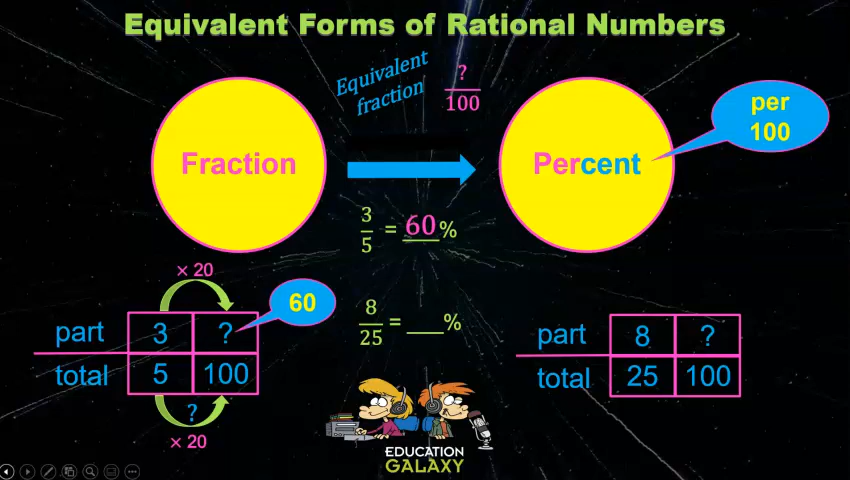 Equivalent Forms of Rational Numbers
Equivalent
fraction
?
100
per
100
Fraction
Percent
3/5 = 60%
× 20
60
part 3 ?
total 5 100
?
× 20
8/25 = ___%
part 8 ?
total 25 100
EDUCATION
GALAXY